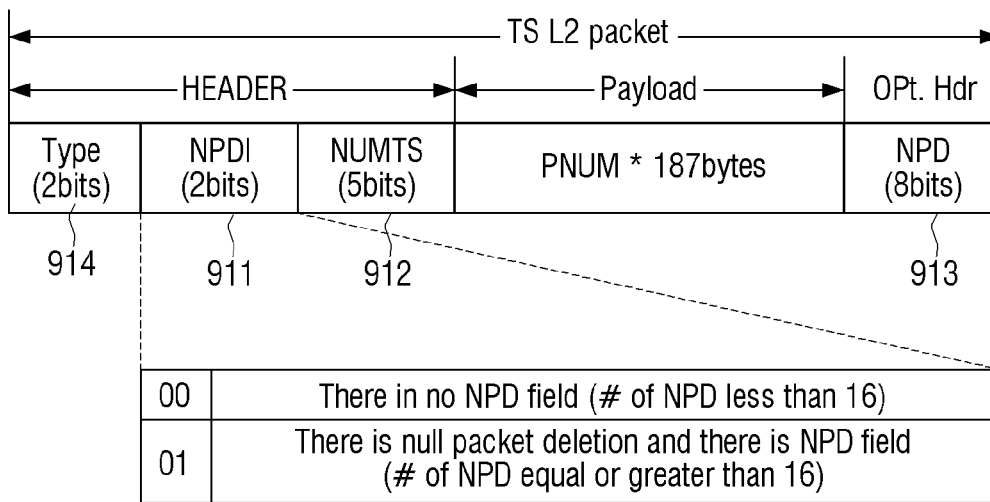 TS L2 packet
HEADER
Payload
OPt. Hdr
Type
(2bits)
NPDI
(2bits)
NUMTS
(5bits)
PNUM * 187bytes
NPD
(8bits)
914
911
912
913
00
There in no NPD field (# of NPD less than 16)
01
There is null packet deletion and there is NPD field
(# of NPD equal or greater than 16)